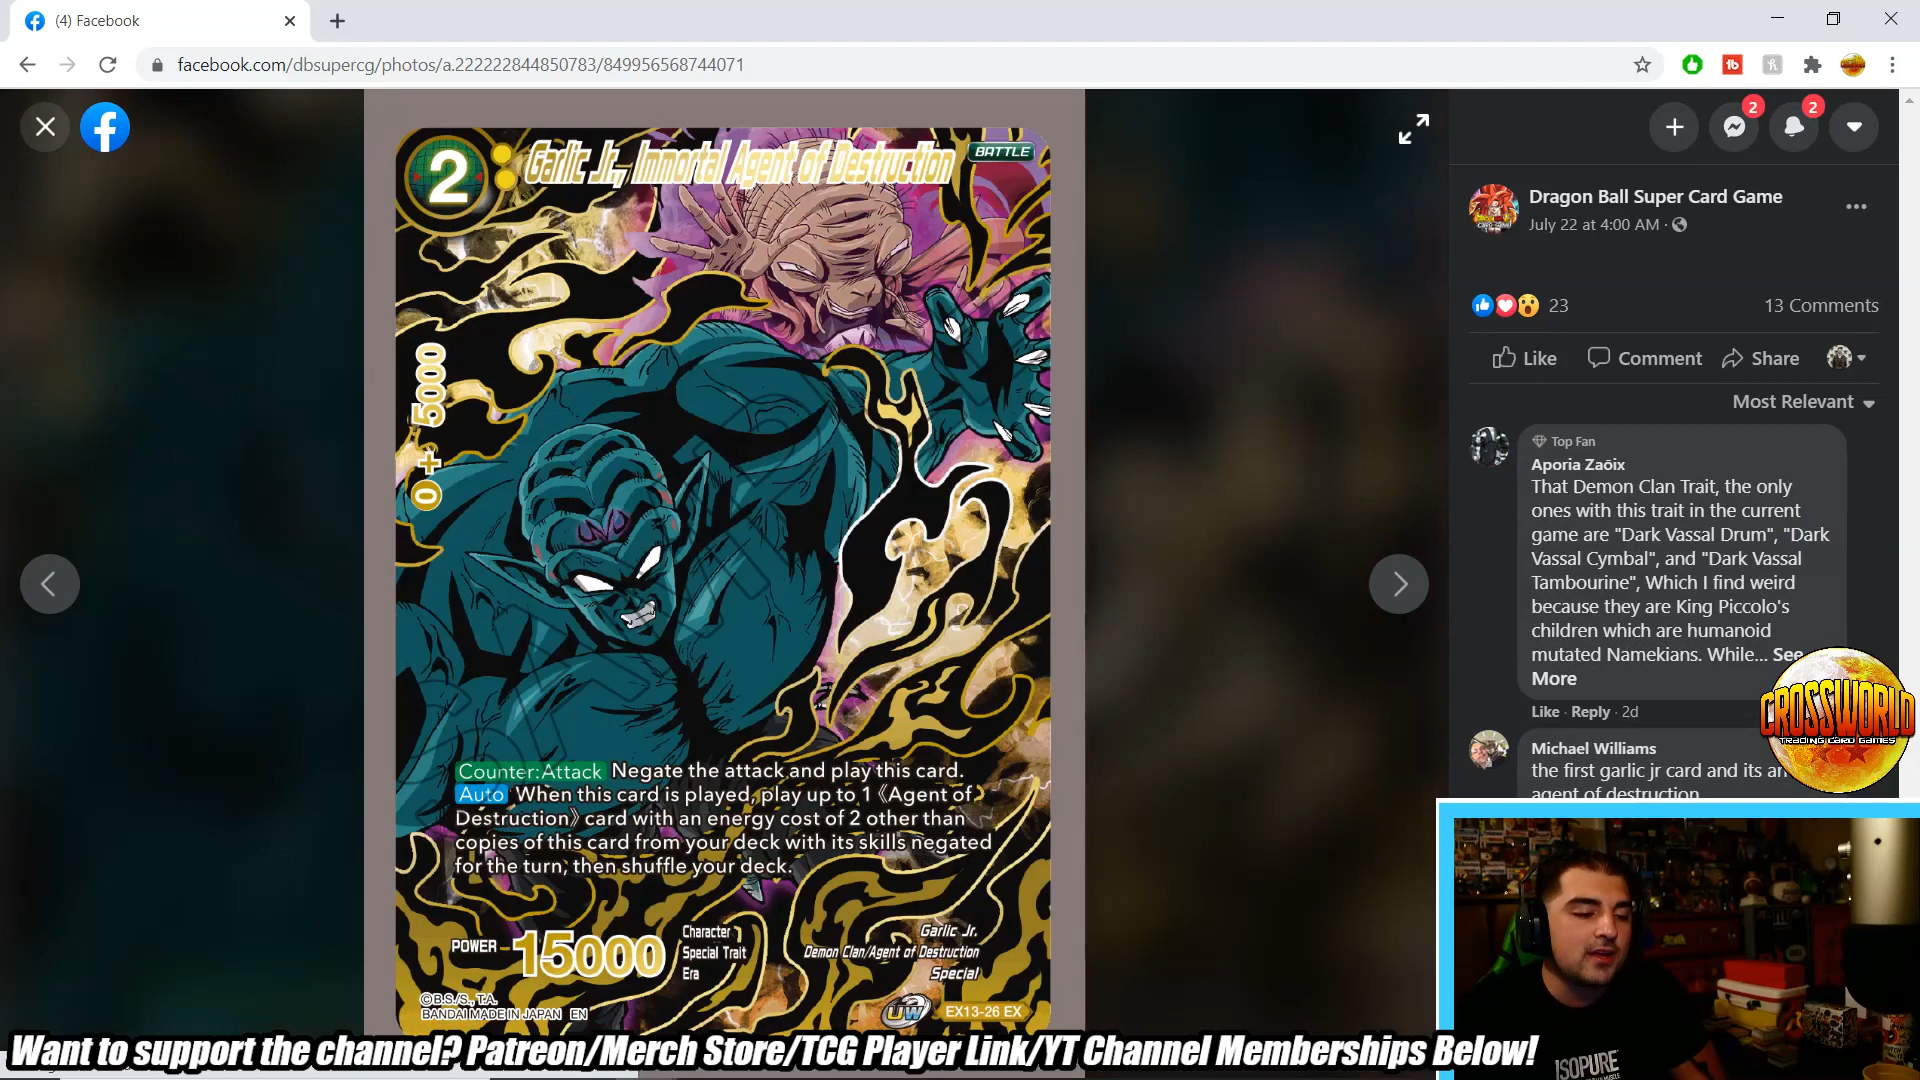 (4) Facebook
facebook.com/dbsupercg/photos/a.222222844850783/849956568744071
2
Garlic Jr., Immortal Agent of Destruction
BATTLE
0 + 5000
Counter:Attack Negate the attack and play this card.
Auto When this card is played, play up to 1 《Agent of
Destruction》 card with an energy cost of 2 other than
copies of this card from your deck with its skills negated
for the turn, then shuffle your deck.
POWER 15000
Character Garlic Jr.
Special Trait Demon Clan/Agent of Destruction
Era Special
©B.S./S., T.A.
BANDAI MADE IN JAPAN EN
UW
EX13-26 EX
2
2
Dragon Ball Super Card Game
July 22 at 4:00 AM ·
23
13 Comments
Like
Comment
Share
Most Relevant
Top Fan
Aporia Zaōix
That Demon Clan Trait, the only
ones with this trait in the current
game are "Dark Vassal Drum", "Dark
Vassal Cymbal", and "Dark Vassal
Tambourine", Which I find weird
because they are King Piccolo's
children which are humanoid
mutated Namekians. While... See
More
Like · Reply · 2d
Michael Williams
the first garlic jr card and its an
agent of destruction
CROSSWORLD
TRADING CARD GAMES
ISOPURE
Want to support the channel? Patreon/Merch Store/TCG Player Link/YT Channel Memberships Below!